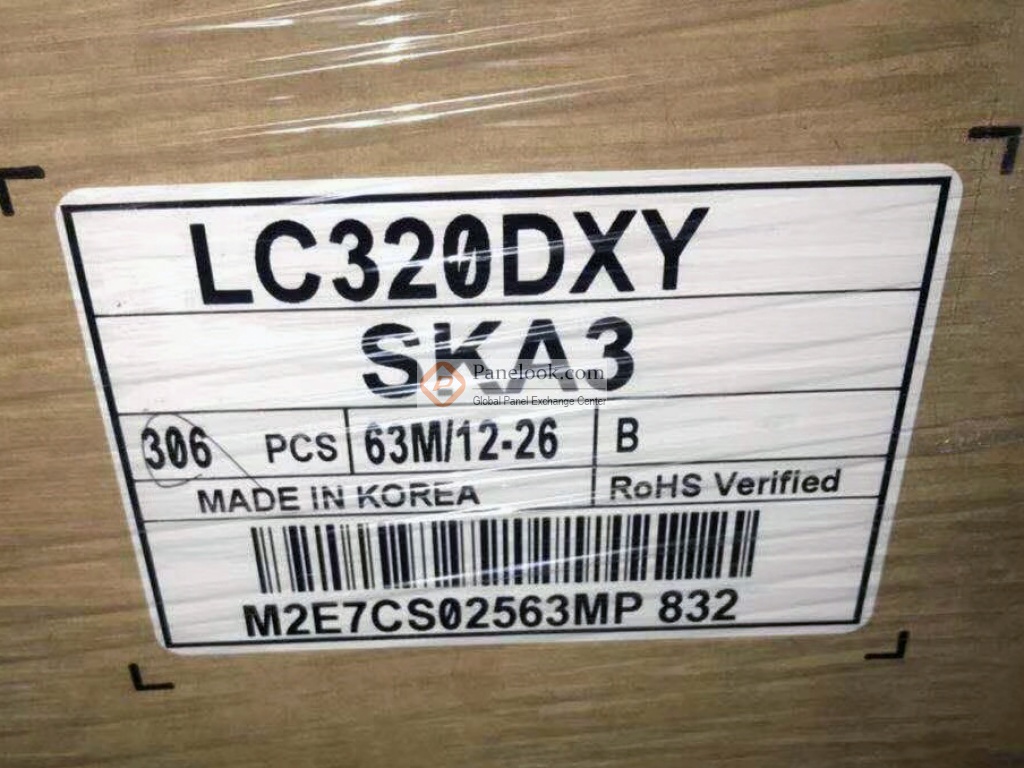 LC320DXY
SKA3
Panelook.com
Global Panel Exchange Center
306 PCS 63M/12-26 B
MADE IN KOREA RoHS Verified
M2E7CS02563MP 832